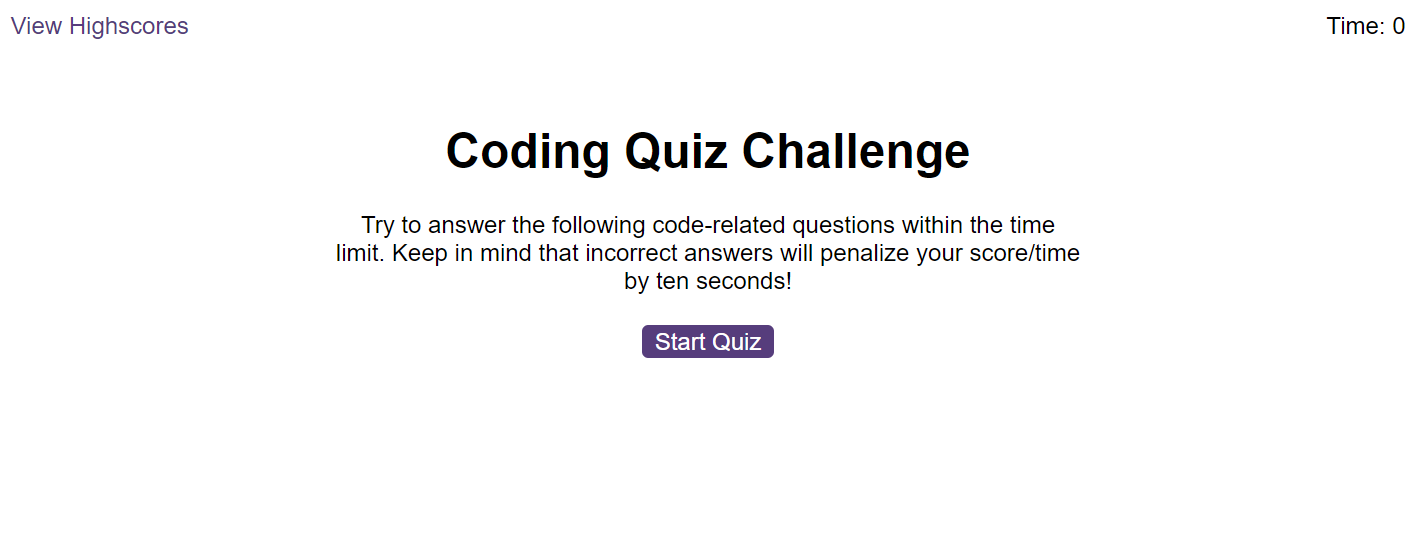 View Highscores
Time: 0
Coding Quiz Challenge
Try to answer the following code-related questions within the time
limit. Keep in mind that incorrect answers will penalize your score/time
by ten seconds!
Start Quiz